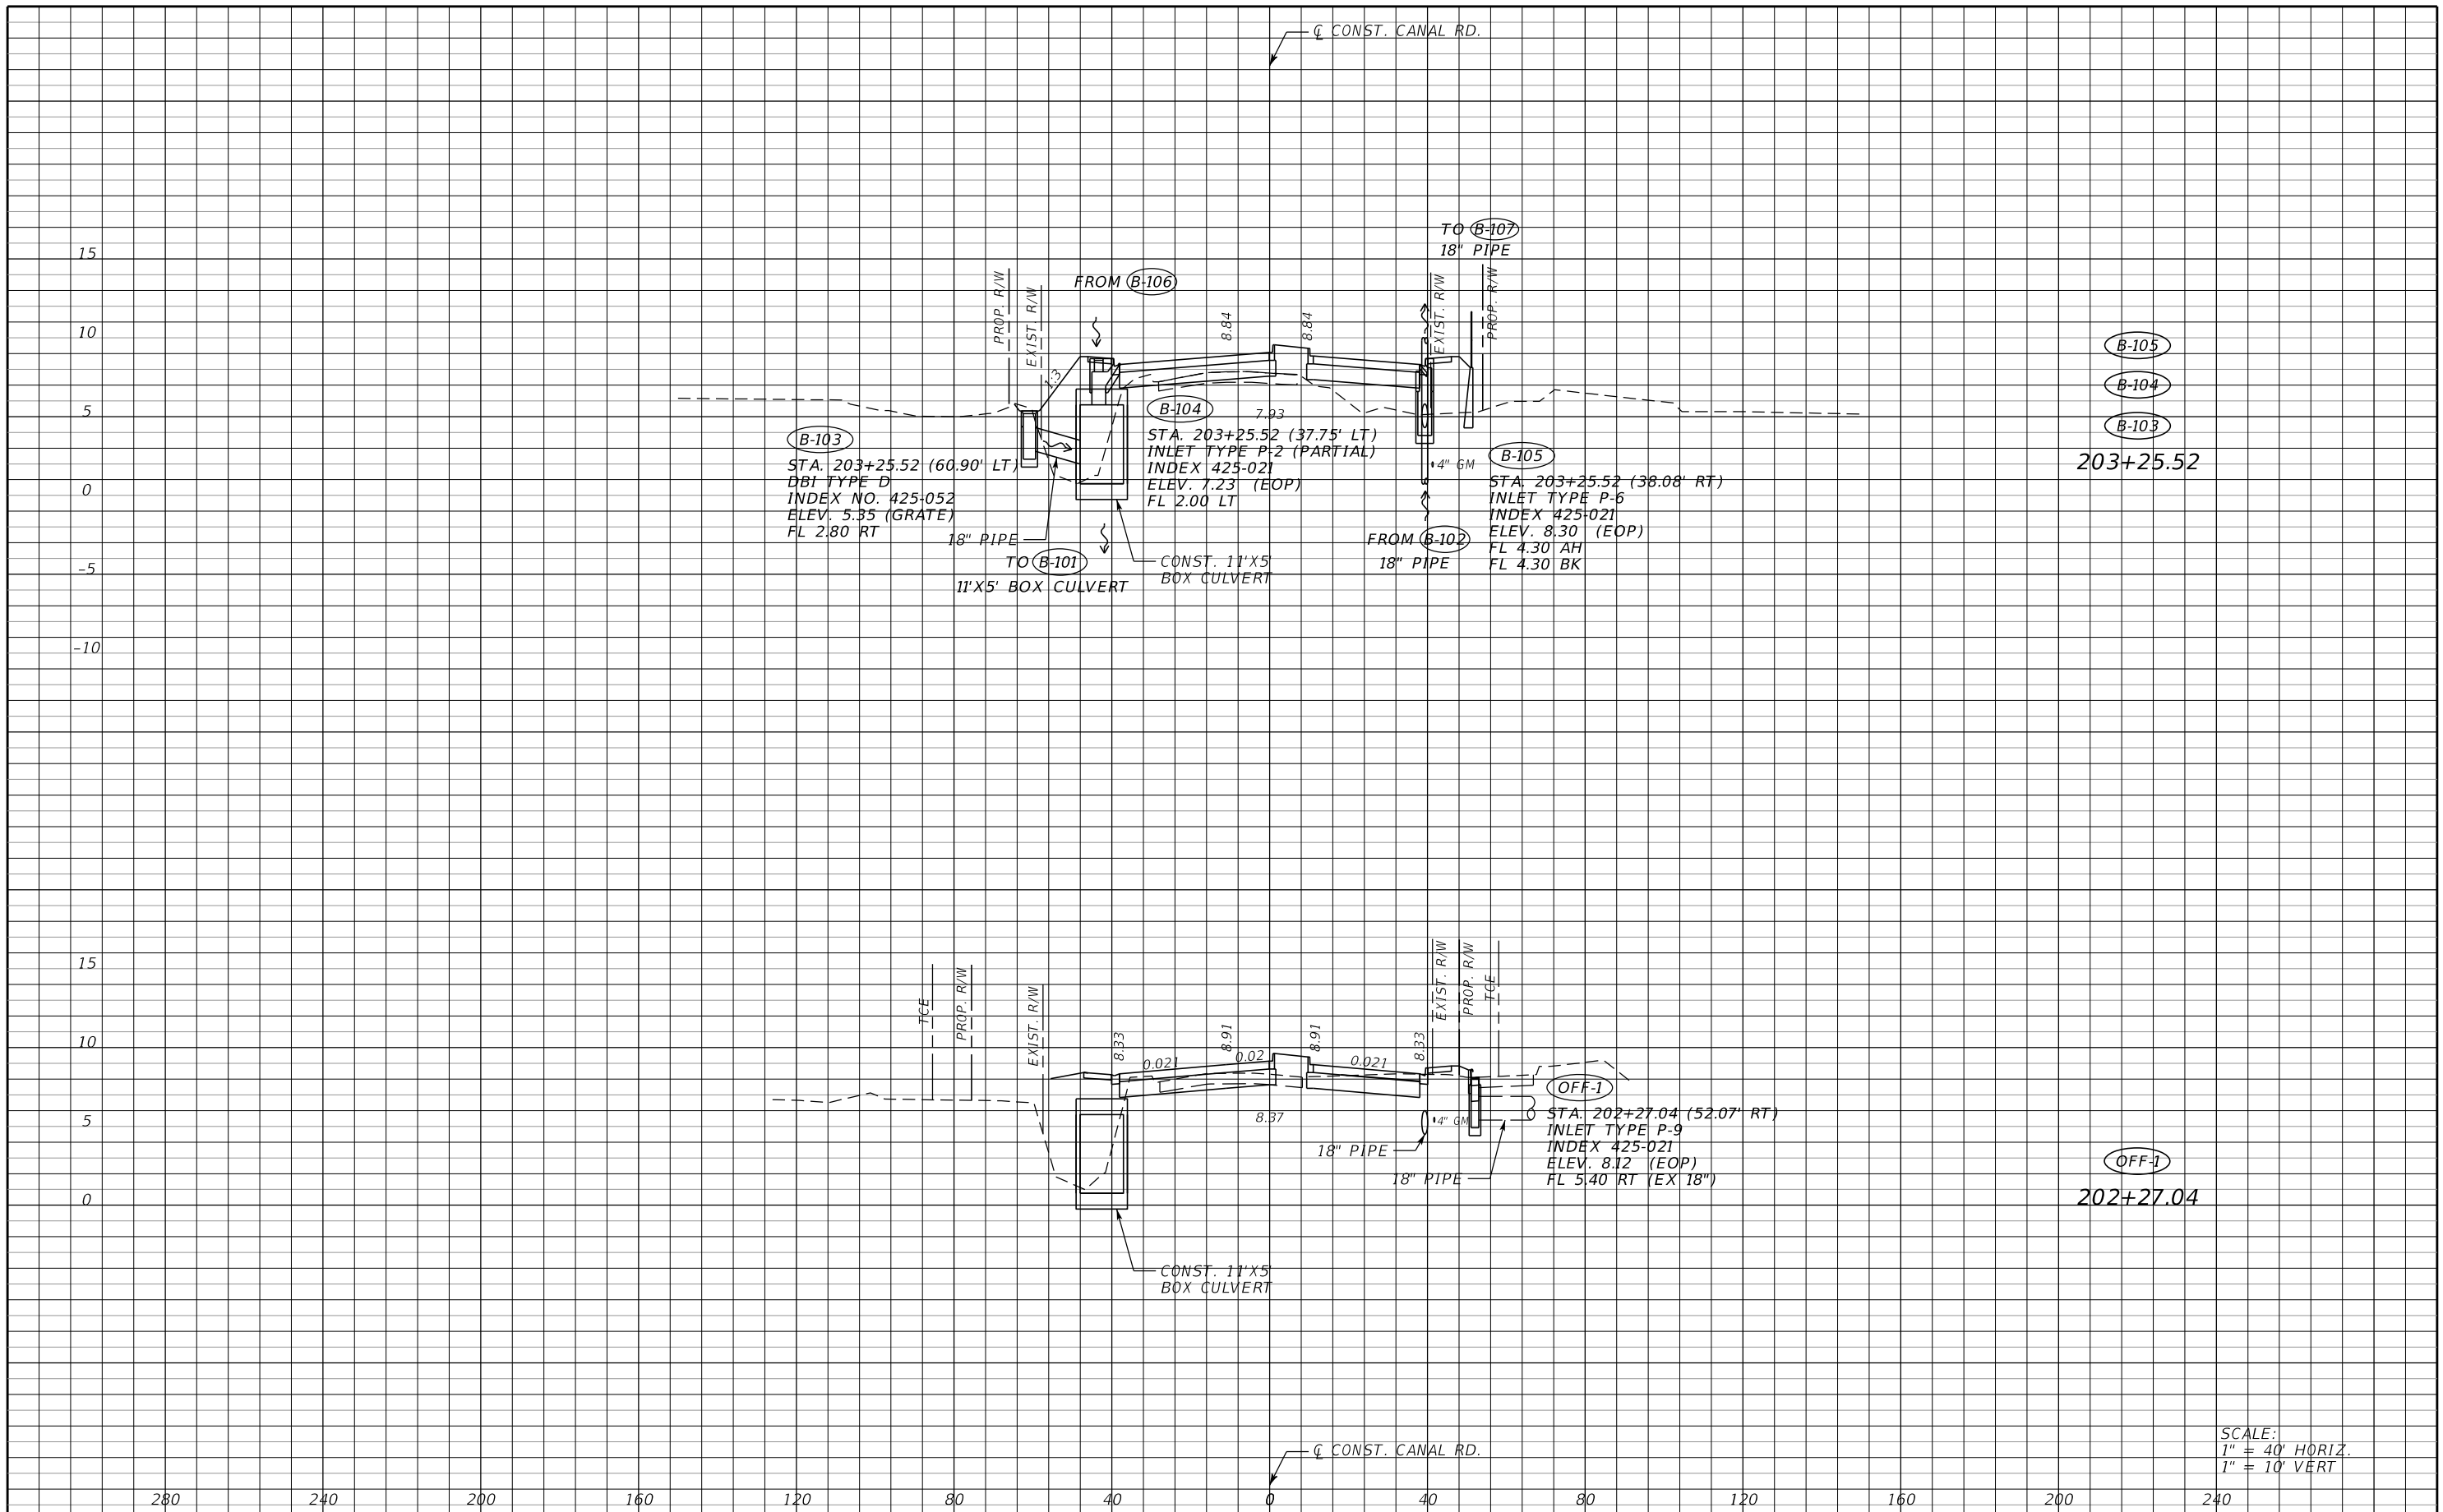 ℄ CONST. CANAL RD.
TO B-107
18" PIPE
15
10
5
0
-5
-10
PROP. R/W
EXIST. R/W
FROM B-106
8.84
8.84
EXIST. R/W
PROP. R/W
1:3
7.93
B-103
STA. 203+25.52 (60.90' LT)
DBI TYPE D
INDEX NO. 425-052
ELEV. 5.35 (GRATE)
FL 2.80 RT
18" PIPE
TO B-101
11'X5' BOX CULVERT
B-104
STA. 203+25.52 (37.75' LT)
INLET TYPE P-2 (PARTIAL)
INDEX 425-021
ELEV. 7.23 (EOP)
FL 2.00 LT
CONST. 11'X5'
BOX CULVERT
4" GM
FROM B-102
18" PIPE
B-105
STA. 203+25.52 (38.08' RT)
INLET TYPE P-6
INDEX 425-021
ELEV. 8.30 (EOP)
FL 4.30 AH
FL 4.30 BK
B-105
B-104
B-103
203+25.52
15
10
5
0
TCE
PROP. R/W
EXIST. R/W
8.33
0.021
8.91
0.02
8.91
0.021
8.33
EXIST. R/W
PROP. R/W
TCE
8.37
4" GM
18" PIPE
18" PIPE
OFF-1
STA. 202+27.04 (52.07' RT)
INLET TYPE P-9
INDEX 425-021
ELEV. 8.12 (EOP)
FL 5.40 RT (EX 18")
OFF-1
202+27.04
CONST. 11'X5'
BOX CULVERT
℄ CONST. CANAL RD.
SCALE:
1" = 40' HORIZ.
1" = 10' VERT
280 240 200 160 120 80 40 0 40 80 120 160 200 240